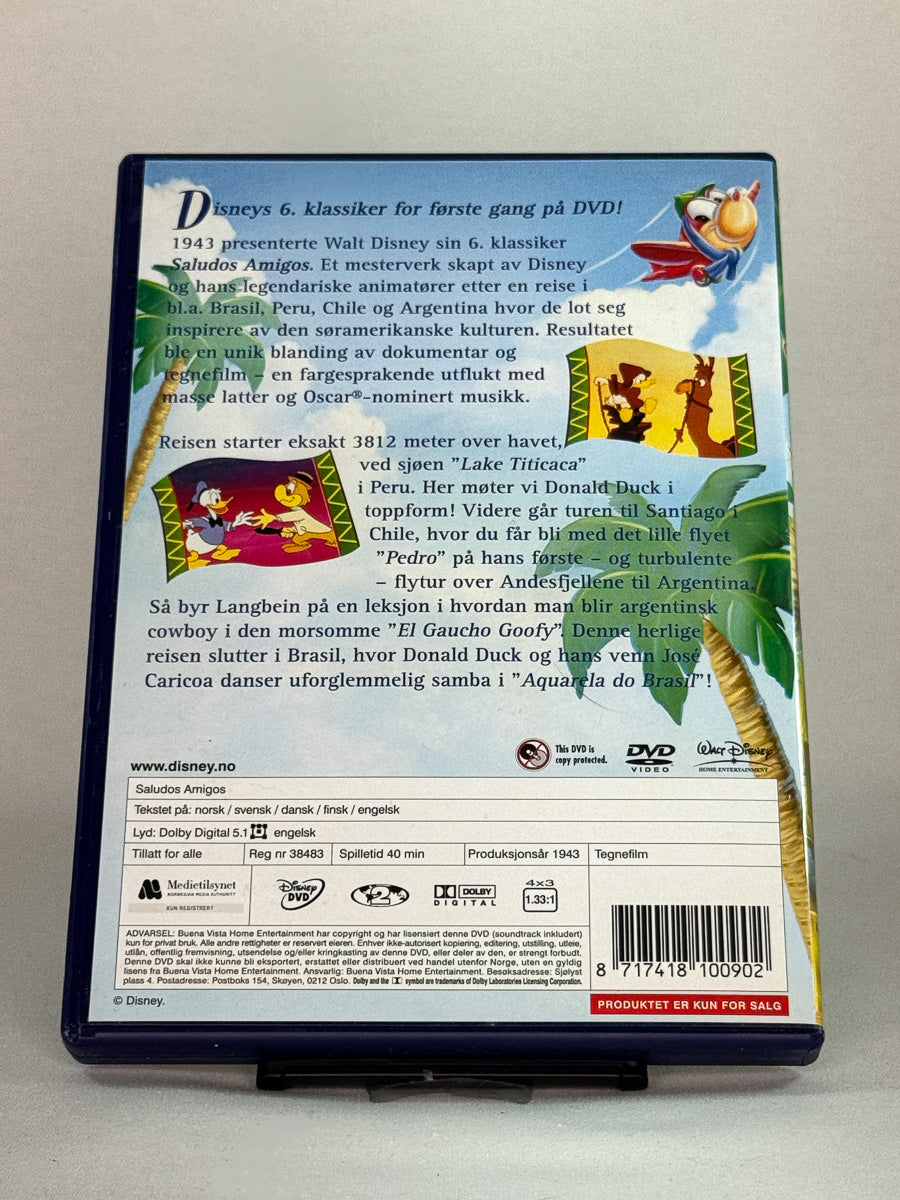 Disneys 6. klassiker for første gang på DVD!
1943 presenterte Walt Disney sin 6. klassiker
Saludos Amigos. Et mesterverk skapt av Disney
og hans legendariske animatører etter en reise i
bl.a. Brasil, Peru, Chile og Argentina hvor de lot seg
inspirere av den søramerikanske kulturen. Resultatet
ble en unik blanding av dokumentar og
tegnefilm – en fargesprakende utflukt med
masse latter og Oscar®-nominert musikk.
Reisen starter eksakt 3812 meter over havet,
ved sjøen "Lake Titicaca"
i Peru. Her møter vi Donald Duck i
toppform! Videre går turen til Santiago i
Chile, hvor du får bli med det lille flyet
"Pedro" på hans første – og turbulente
– flytur over Andesfjellene til Argentina.
Så byr Langbein på en leksjon i hvordan man blir argentinsk
cowboy i den morsomme "El Gaucho Goofy". Denne herlige
reisen slutter i Brasil, hvor Donald Duck og hans venn José
Caricoa danser uforglemmelig samba i "Aquarela do Brasil"!
www.disney.no
This DVD is
copy protected.
DVD
VIDEO
WALT DISNEY
HOME ENTERTAINMENT
Saludos Amigos
Tekstet på: norsk / svensk / dansk / finsk / engelsk
Lyd: Dolby Digital 5.1 engelsk
Tillatt for alle
Reg nr 38483
Spilletid 40 min
Produksjonsår 1943
Tegnefilm
Medietilsynet
NORWEGIAN MEDIA AUTHORITY
KUN REGISTRERT
DISNEY
DVD
2
DOLBY
DIGITAL
4x3
1.33:1
ADVARSEL: Buena Vista Home Entertainment har copyright og har lisensiert denne DVD (soundtrack inkludert)
kun for privat bruk. Alle andre rettigheter er reservert eieren. Enhver ikke-autorisert kopiering, editering, utstilling, utleie,
utlån, offentlig fremvisning, utsendelse og/eller kringkasting av denne DVD, eller deler av den, er strengt forbudt.
Denne DVD skal ikke kunne bli eksportert, erstattet eller distribuert ved handel utenfor Norge, uten en gyldig
lisens fra Buena Vista Home Entertainment. Ansvarlig: Buena Vista Home Entertainment. Besøksadresse: Sjølyst
plass 4. Postadresse: Postboks 154, Skøyen, 0212 Oslo. Dolby and the symbol are trademarks of Dolby Laboratories Licensing Corporation.
8 717418 100902
© Disney.
PRODUKTET ER KUN FOR SALG